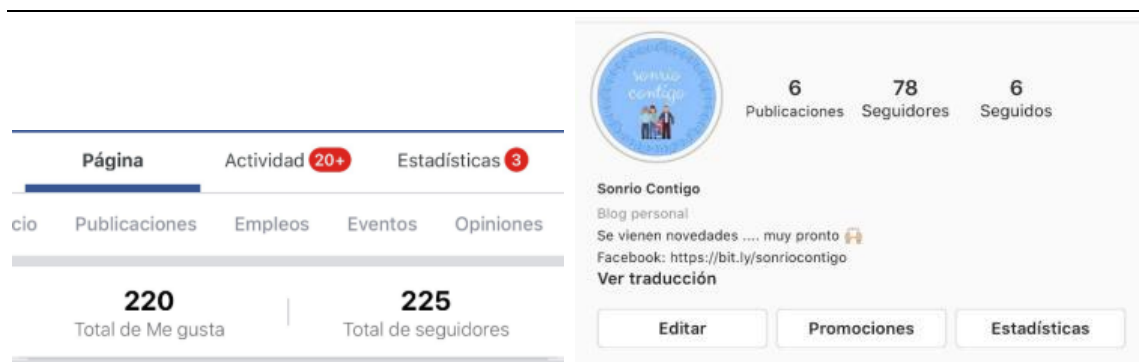 Página Actividad 20+ Estadísticas 3
cio Publicaciones Empleos Eventos Opiniones
220 225
Total de Me gusta Total de seguidores
sonrio
contigo
6 78 6
Publicaciones Seguidores Seguidos
Sonrio Contigo
Blog personal
Se vienen novedades .... muy pronto 🙌🏼
Facebook: https://bit.ly/sonriocontigo
Ver traducción
Editar Promociones Estadísticas